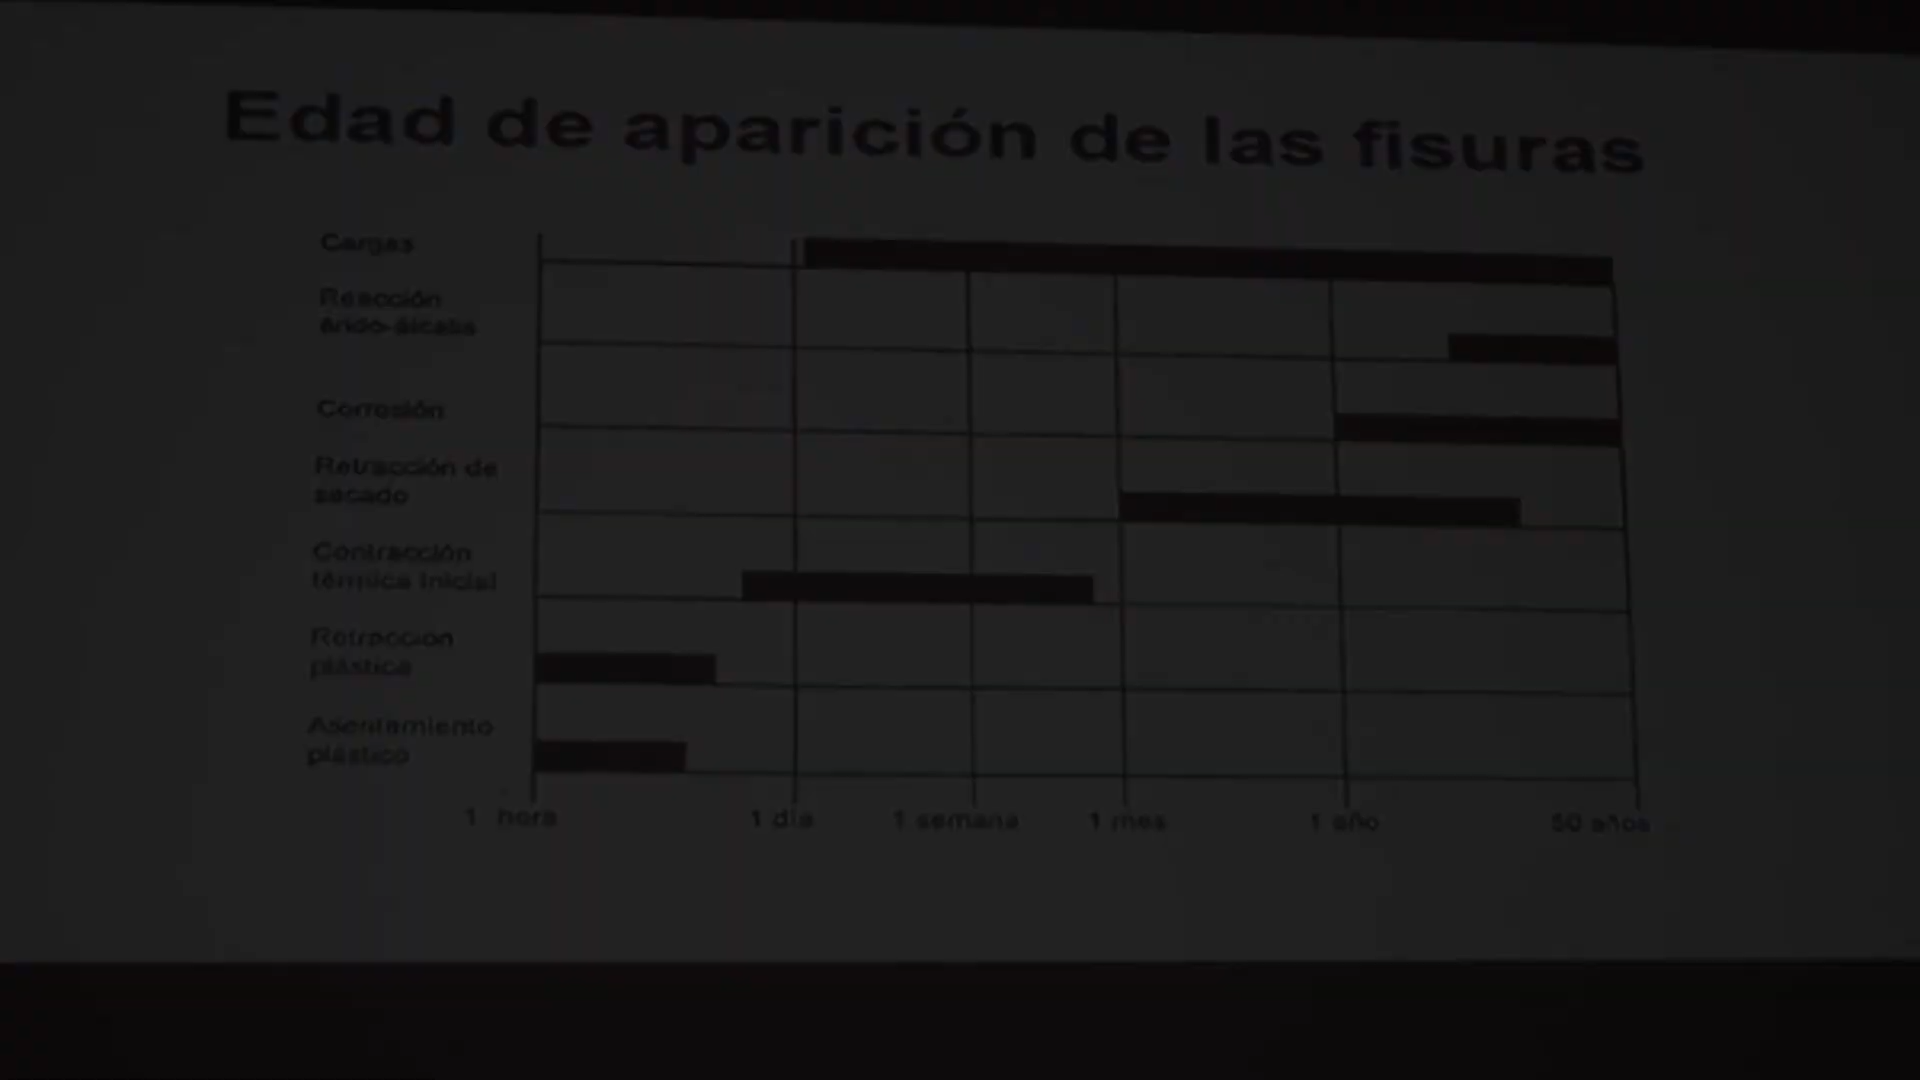 Edad de aparición de las fisuras
Cargas
Reacción
árido-álcalis
Corrosión
Retracción de
secado
Contracción
térmica inicial
Retracción
plástica
Asentamiento
plástico
1 hora 1 día 1 semana 1 mes 1 año 50 años